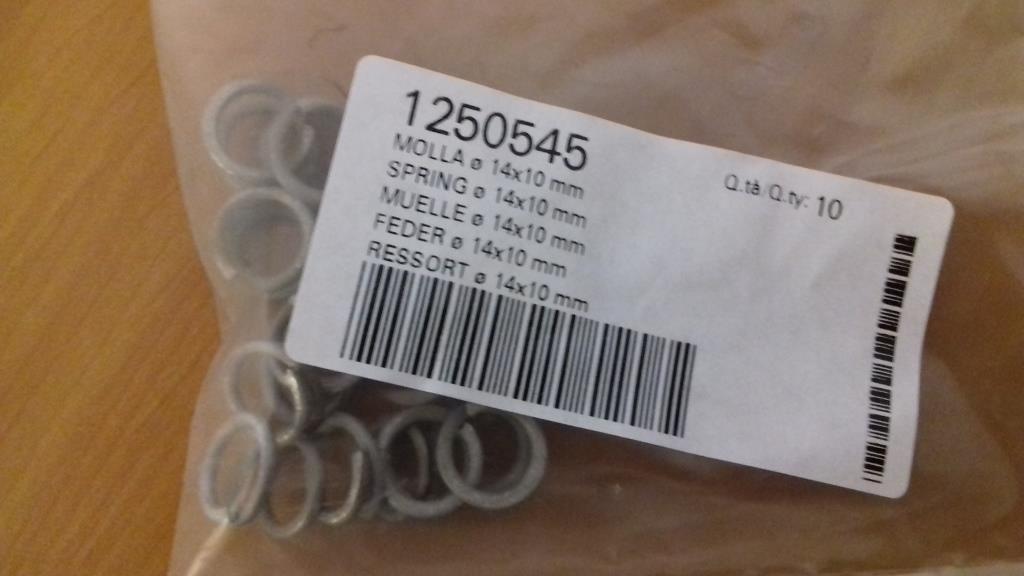 1250545
MOLLA ø 14x10 mm
SPRING ø 14x10 mm
MUELLE ø 14x10 mm
FEDER ø 14x10 mm
RESSORT ø 14x10 mm
Q.tà/Q.ty: 10